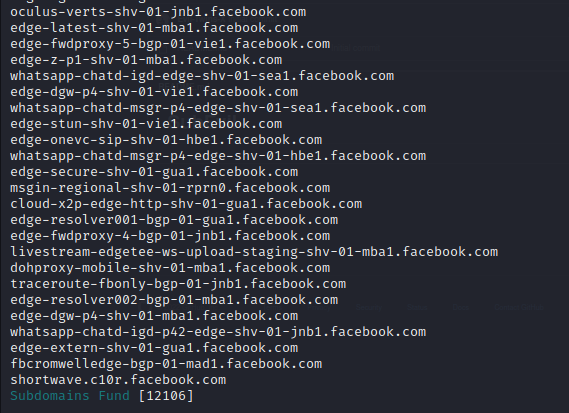 oculus-verts-shv-01-jnb1.facebook.com
edge-latest-shv-01-mba1.facebook.com
edge-fwdproxy-5-bgp-01-vie1.facebook.com
edge-z-p1-shv-01-mba1.facebook.com
whatsapp-chatd-igd-edge-shv-01-sea1.facebook.com
edge-dgw-p4-shv-01-vie1.facebook.com
whatsapp-chatd-msgr-p4-edge-shv-01-sea1.facebook.com
edge-stun-shv-01-vie1.facebook.com
edge-onevc-sip-shv-01-hbe1.facebook.com
whatsapp-chatd-msgr-p4-edge-shv-01-hbe1.facebook.com
edge-secure-shv-01-gua1.facebook.com
msgin-regional-shv-01-rprn0.facebook.com
cloud-x2p-edge-http-shv-01-gua1.facebook.com
edge-resolver001-bgp-01-gua1.facebook.com
edge-fwdproxy-4-bgp-01-jnb1.facebook.com
livestream-edgetee-ws-upload-staging-shv-01-mba1.facebook.com
dohproxy-mobile-shv-01-mba1.facebook.com
traceroute-fbonly-bgp-01-jnb1.facebook.com
edge-resolver002-bgp-01-mba1.facebook.com
edge-dgw-p4-shv-01-mba1.facebook.com
whatsapp-chatd-igd-p42-edge-shv-01-jnb1.facebook.com
edge-extern-shv-01-gua1.facebook.com
fbcromwelledge-bgp-01-mad1.facebook.com
shortwave.c10r.facebook.com
Subdomains Fund [12106]